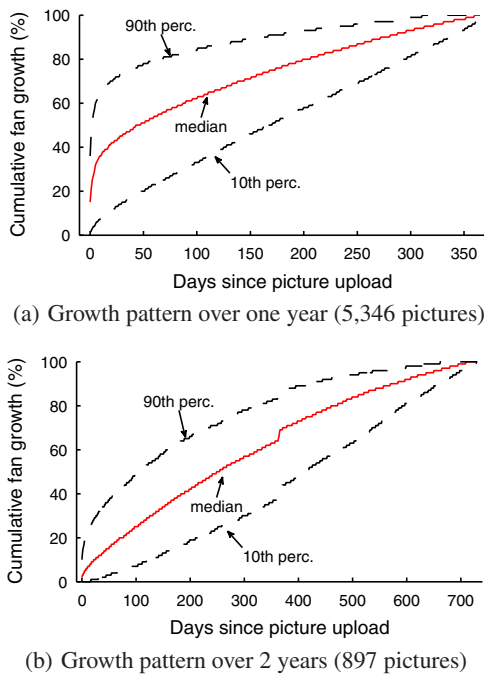 Cumulative fan growth (%)
100
80
60
40
20
0
90th perc.
median
10th perc.
0 50 100 150 200 250 300 350
Days since picture upload
(a) Growth pattern over one year (5,346 pictures)
Cumulative fan growth (%)
100
80
60
40
20
0
90th perc.
median
10th perc.
0 100 200 300 400 500 600 700
Days since picture upload
(b) Growth pattern over 2 years (897 pictures)